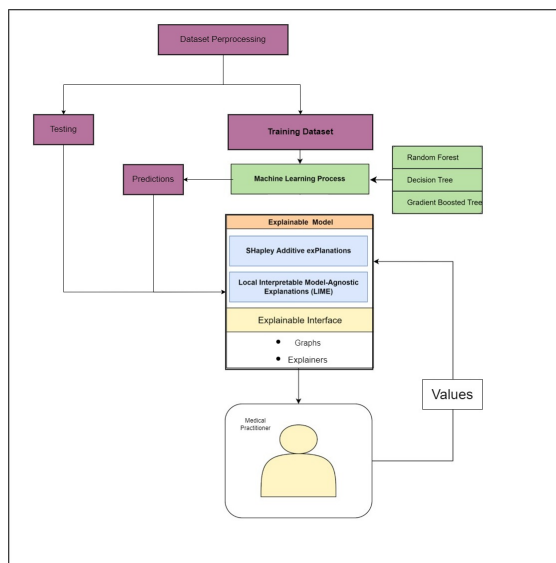 Dataset Perprocessing
Testing
Training Dataset
Predictions
Machine Learning Process
Random Forest
Decision Tree
Gradient Boosted Tree
Explainable Model
SHapley Additive exPlanations
Local Interpretable Model-Agnostic
Explanations (LIME)
Explainable Interface
• Graphs
• Explainers
Values
Medical
Practitioner